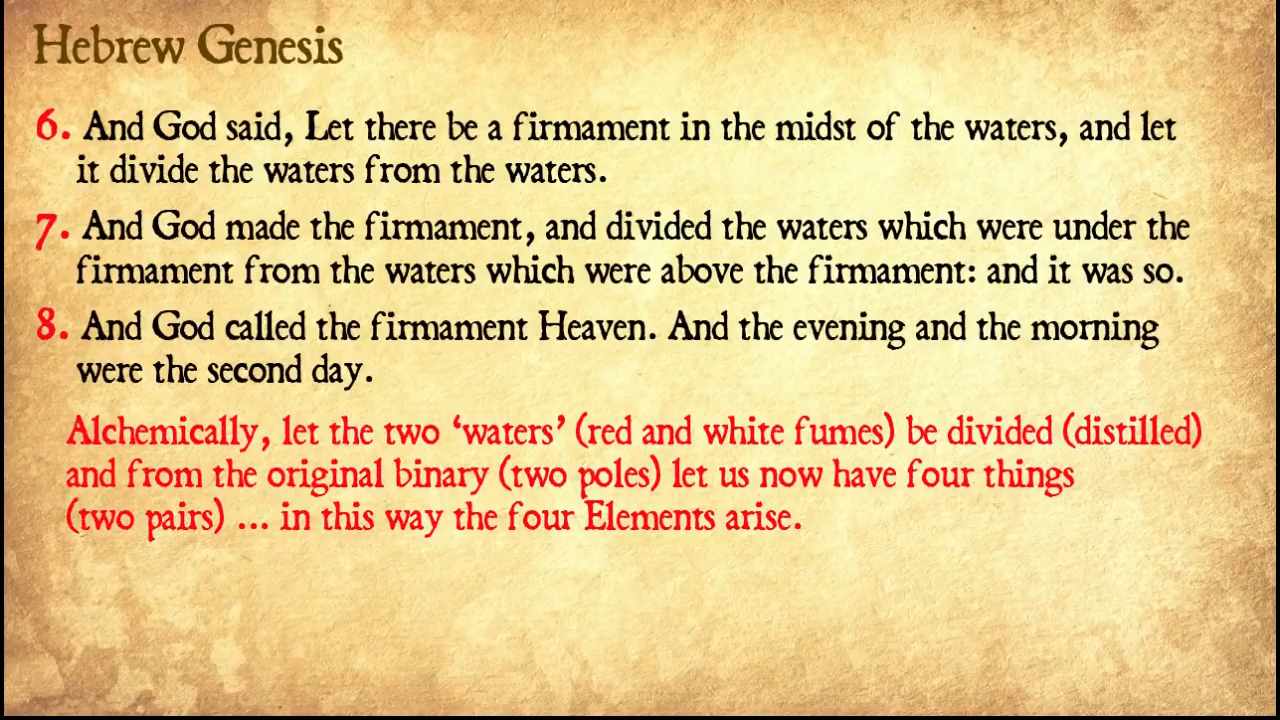 Hebrew Genesis
6. And God said, Let there be a firmament in the midst of the waters, and let
it divide the waters from the waters.
7. And God made the firmament, and divided the waters which were under the
firmament from the waters which were above the firmament: and it was so.
8. And God called the firmament Heaven. And the evening and the morning
were the second day.
Alchemically, let the two ‘waters’ (red and white fumes) be divided (distilled)
and from the original binary (two poles) let us now have four things
(two pairs) ... in this way the four Elements arise.